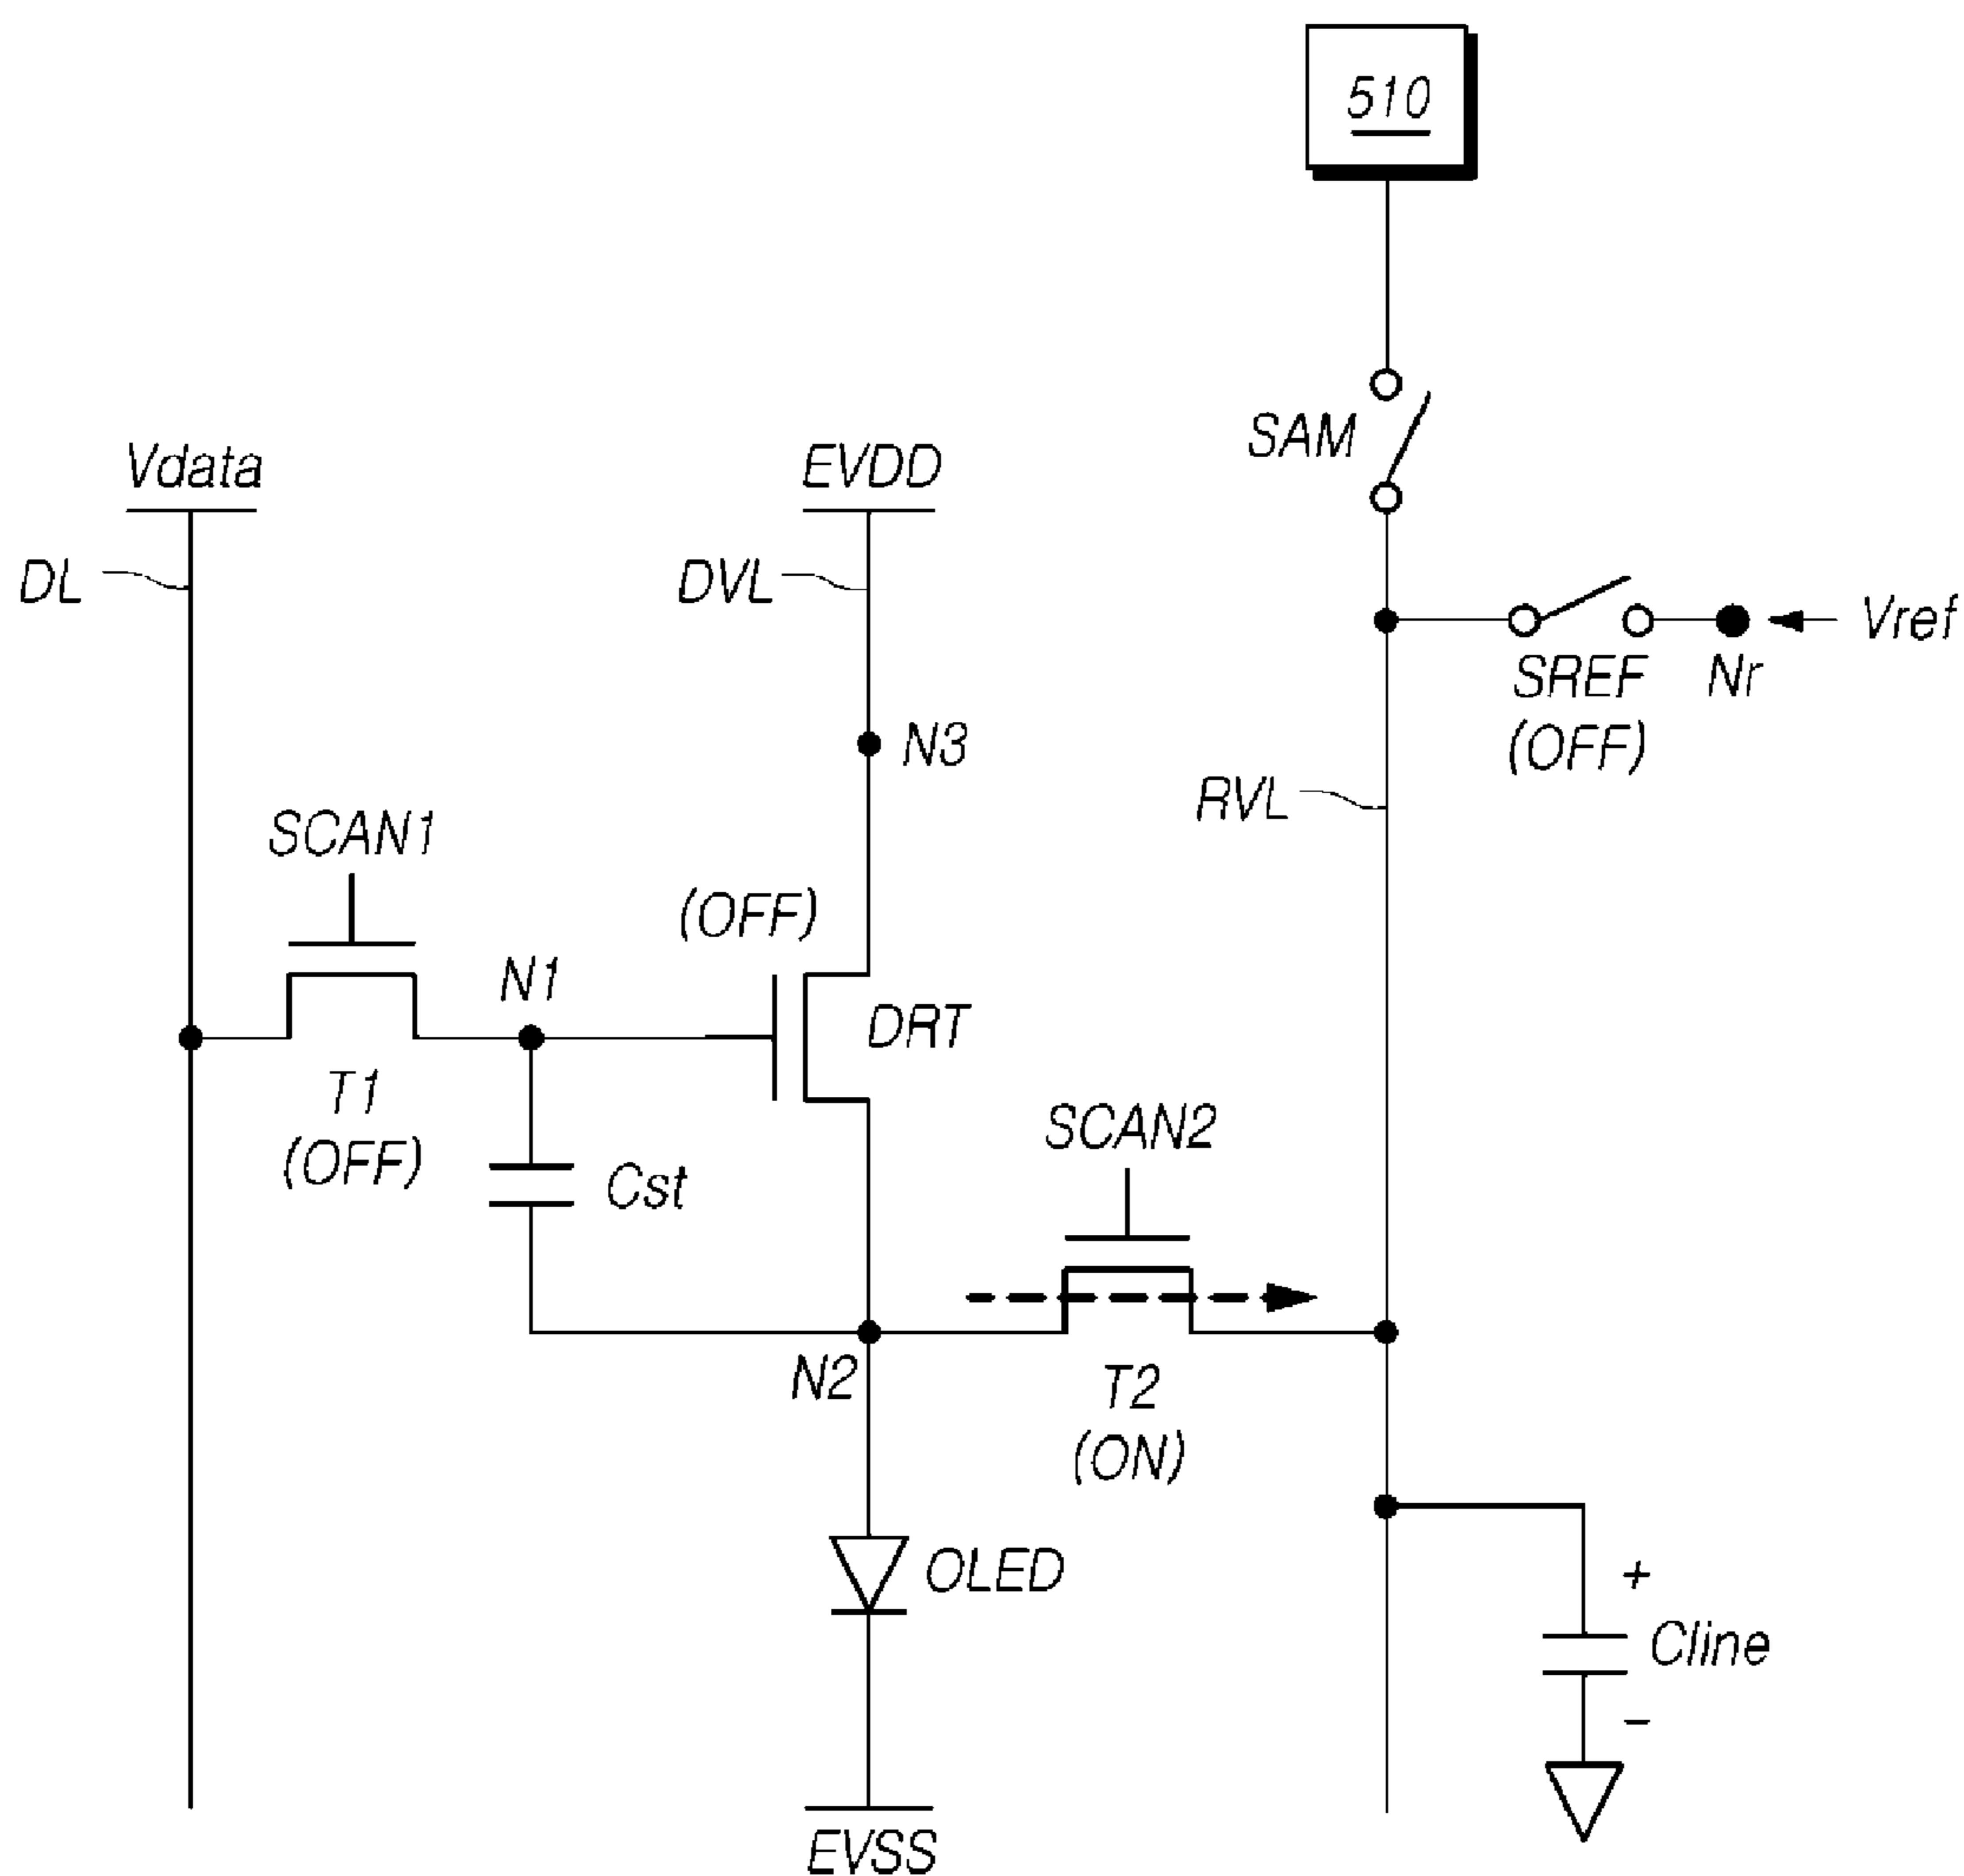 510
SAM
Vdata
EVDD
DL
DVL
Vref
SREF
(OFF)
Nr
N3
RVL
SCAN1
(OFF)
N1
DRT
T1
(OFF)
Cst
SCAN2
N2
T2
(ON)
OLED
+
Cline
−
EVSS